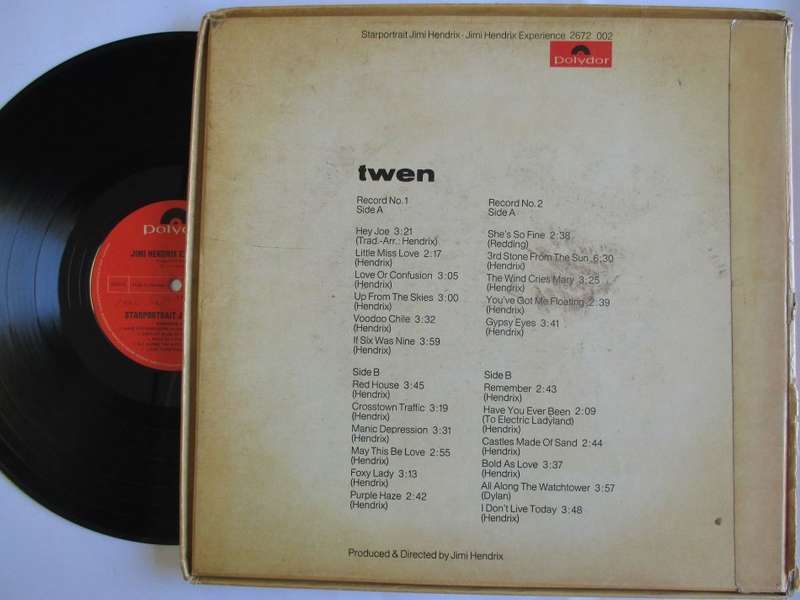 Starportrait Jimi Hendrix · Jimi Hendrix Experience 2672 002
Polydor
twen
Record No. 1
Side A
Hey Joe 3:21
(Trad.-Arr.: Hendrix)
Little Miss Love 2:17
(Hendrix)
Love Or Confusion 3:05
(Hendrix)
Up From The Skies 3:00
(Hendrix)
Voodoo Chile 3:32
(Hendrix)
If Six Was Nine 3:59
(Hendrix)
Side B
Red House 3:45
(Hendrix)
Crosstown Traffic 3:19
(Hendrix)
Manic Depression 3:31
(Hendrix)
May This Be Love 2:55
(Hendrix)
Foxy Lady 3:13
(Hendrix)
Purple Haze 2:42
(Hendrix)
Record No. 2
Side A
She's So Fine 2:38
(Redding)
3rd Stone From The Sun 6:30
(Hendrix)
The Wind Cries Mary 3:25
(Hendrix)
You've Got Me Floating 2:39
(Hendrix)
Gypsy Eyes 3:41
(Hendrix)
Side B
Remember 2:43
(Hendrix)
Have You Ever Been 2:09
(To Electric Ladyland)
(Hendrix)
Castles Made Of Sand 2:44
(Hendrix)
Bold As Love 3:37
(Hendrix)
All Along The Watchtower 3:57
(Dylan)
I Don't Live Today 3:48
(Hendrix)
Produced & Directed by Jimi Hendrix
Polydor
JIMI HENDRIX E
STARPORTRAIT J